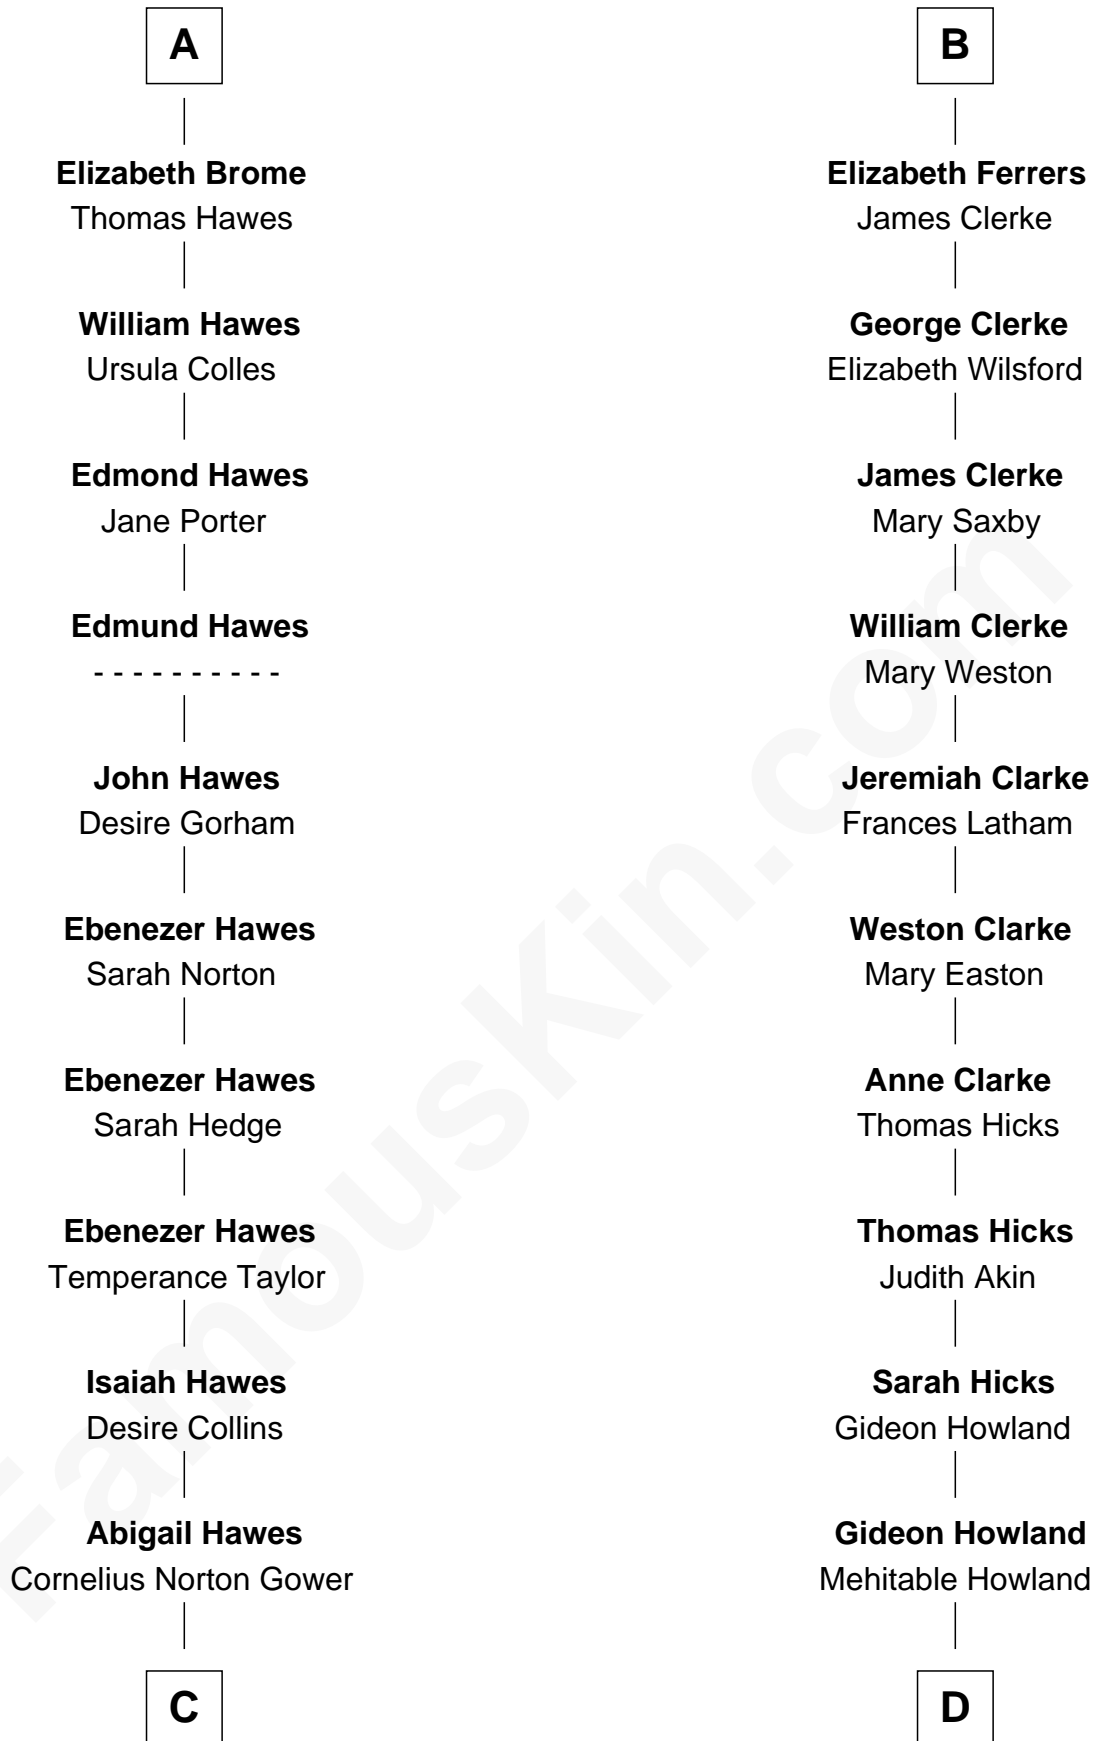 A
Elizabeth Brome
Thomas Hawes
William Hawes
Ursula Colles
Edmond Hawes
Jane Porter
Edmund Hawes
- - - - - - - - - -
John Hawes
Desire Gorham
Ebenezer Hawes
Sarah Norton
Ebenezer Hawes
Sarah Hedge
Ebenezer Hawes
Temperance Taylor
Isaiah Hawes
Desire Collins
Abigail Hawes
Cornelius Norton Gower
C
B
Elizabeth Ferrers
James Clerke
George Clerke
Elizabeth Wilsford
James Clerke
Mary Saxby
William Clerke
Mary Weston
Jeremiah Clarke
Frances Latham
Weston Clarke
Mary Easton
Anne Clarke
Thomas Hicks
Thomas Hicks
Judith Akin
Sarah Hicks
Gideon Howland
Gideon Howland
Mehitable Howland
D
FamousKin.com